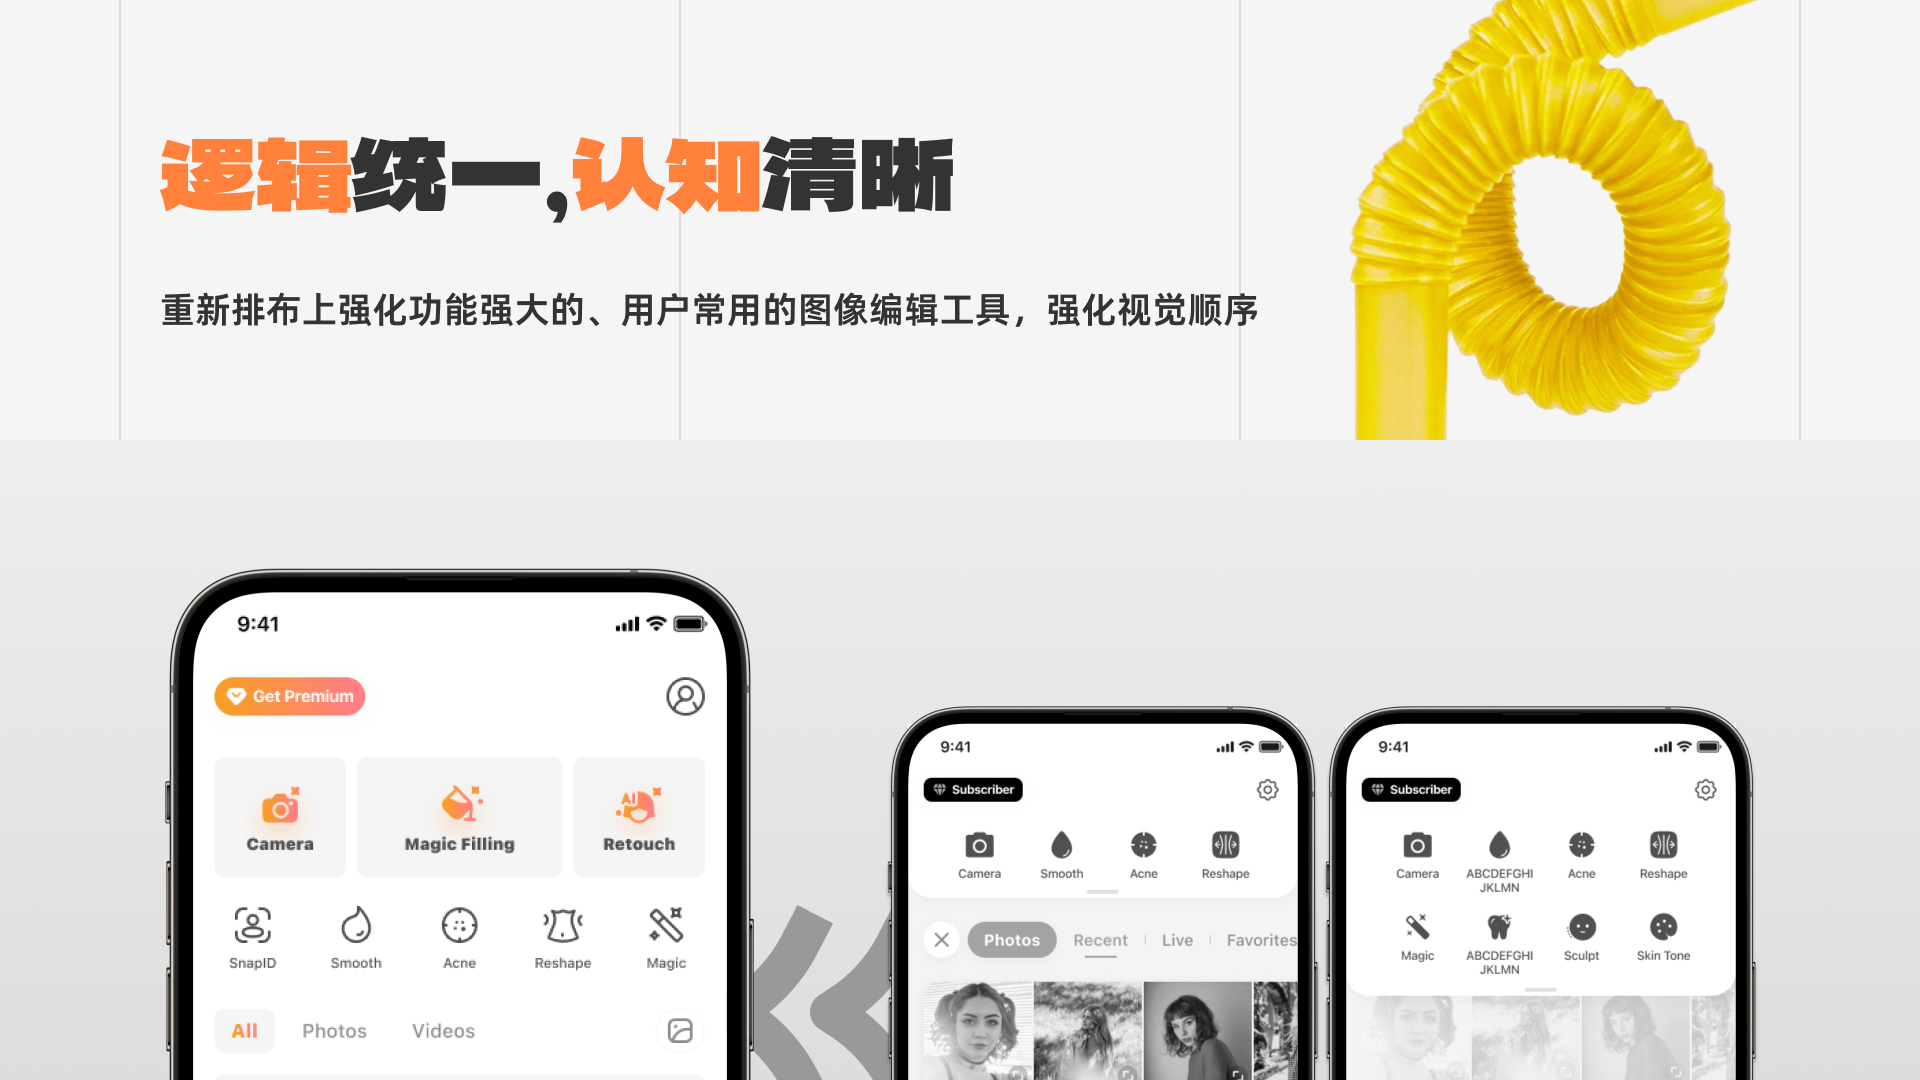 逻辑统一,认知清晰
重新排布上强化功能强大的、用户常用的图像编辑工具，强化视觉顺序
9:41
Get Premium
Camera
Magic Filling
AI
Retouch
SnapID
Smooth
Acne
Reshape
Magic
All
Photos
Videos
9:41
Subscriber
Camera
Smooth
Acne
Reshape
Photos
Recent
Live
Favorites
9:41
Subscriber
Camera
ABCDEFGHI
JKLMN
Acne
Reshape
Magic
ABCDEFGHI
JKLMN
Sculpt
Skin Tone